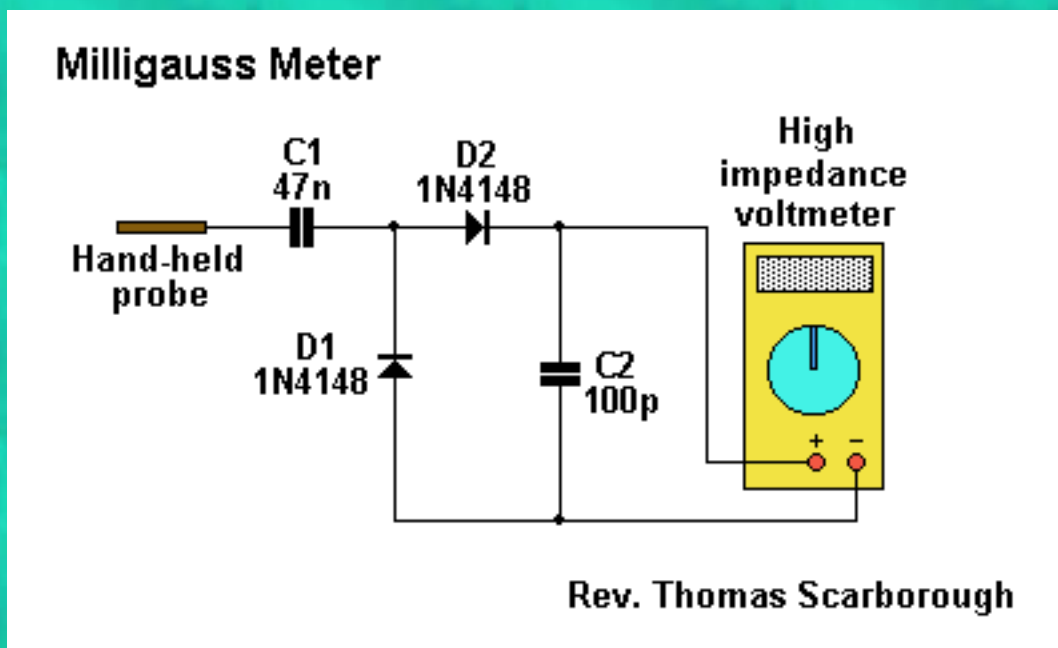 Milligauss Meter
C1
47n
D2
1N4148
High
impedance
voltmeter
Hand-held
probe
D1
1N4148
C2
100p
+ −
Rev. Thomas Scarborough